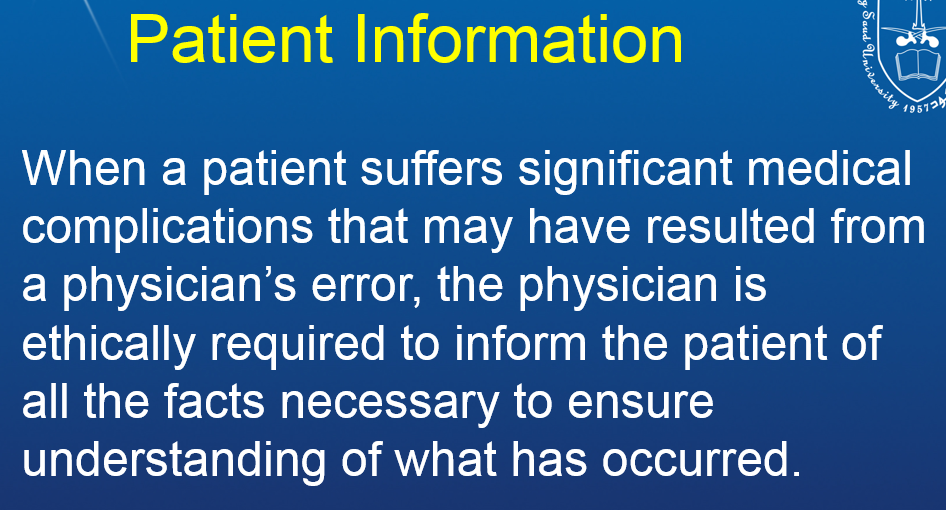 Patient Information
When a patient suffers significant medical
complications that may have resulted from
a physician’s error, the physician is
ethically required to inform the patient of
all the facts necessary to ensure
understanding of what has occurred.
Saud University 1957